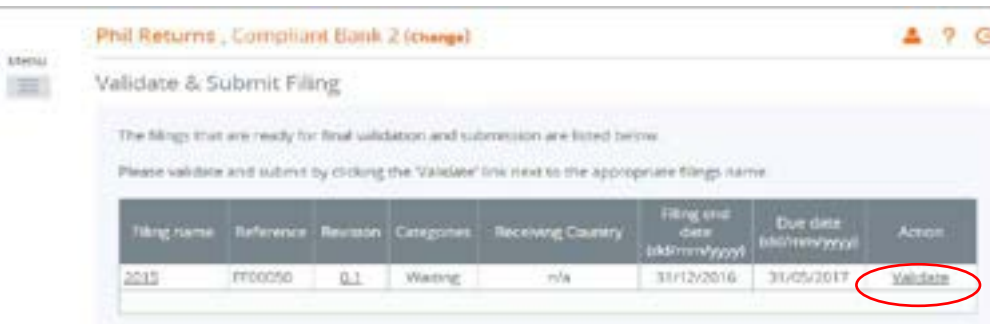 Phil Returns , Compliant Bank 2 (change)
?
Menu
Validate & Submit Filing
The filings that are ready for final validation and submission are listed below.
Please validate and submit by clicking the 'Validate' link next to the appropriate filings name
Filing name Reference Revision Categories Receiving Country Filing end date (dd/mm/yyyy) Due date (dd/mm/yyyy) Action
2015 FF00050 0.1 Waiting n/a 31/12/2016 31/05/2017 Validate